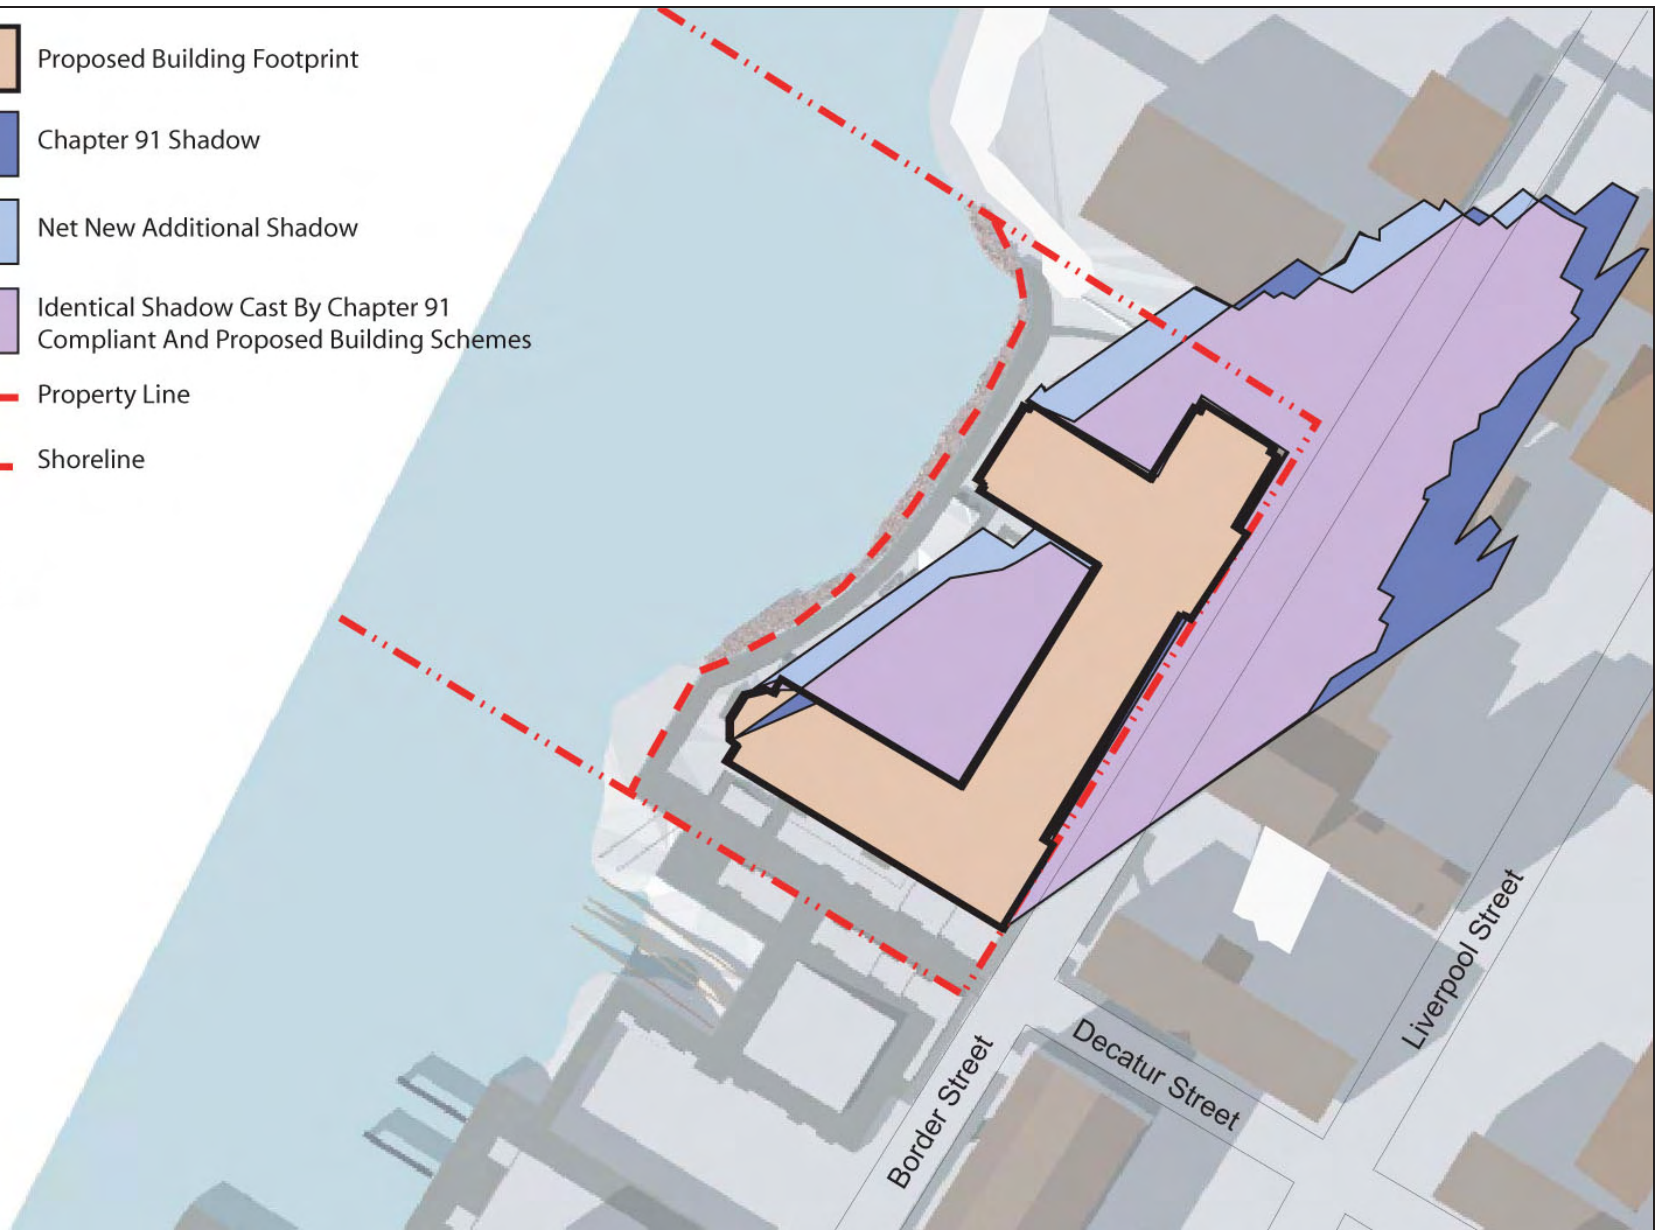 Proposed Building Footprint
Chapter 91 Shadow
Net New Additional Shadow
Identical Shadow Cast By Chapter 91
Compliant And Proposed Building Schemes
Property Line
Shoreline
Liverpool Street
Decatur Street
Border Street